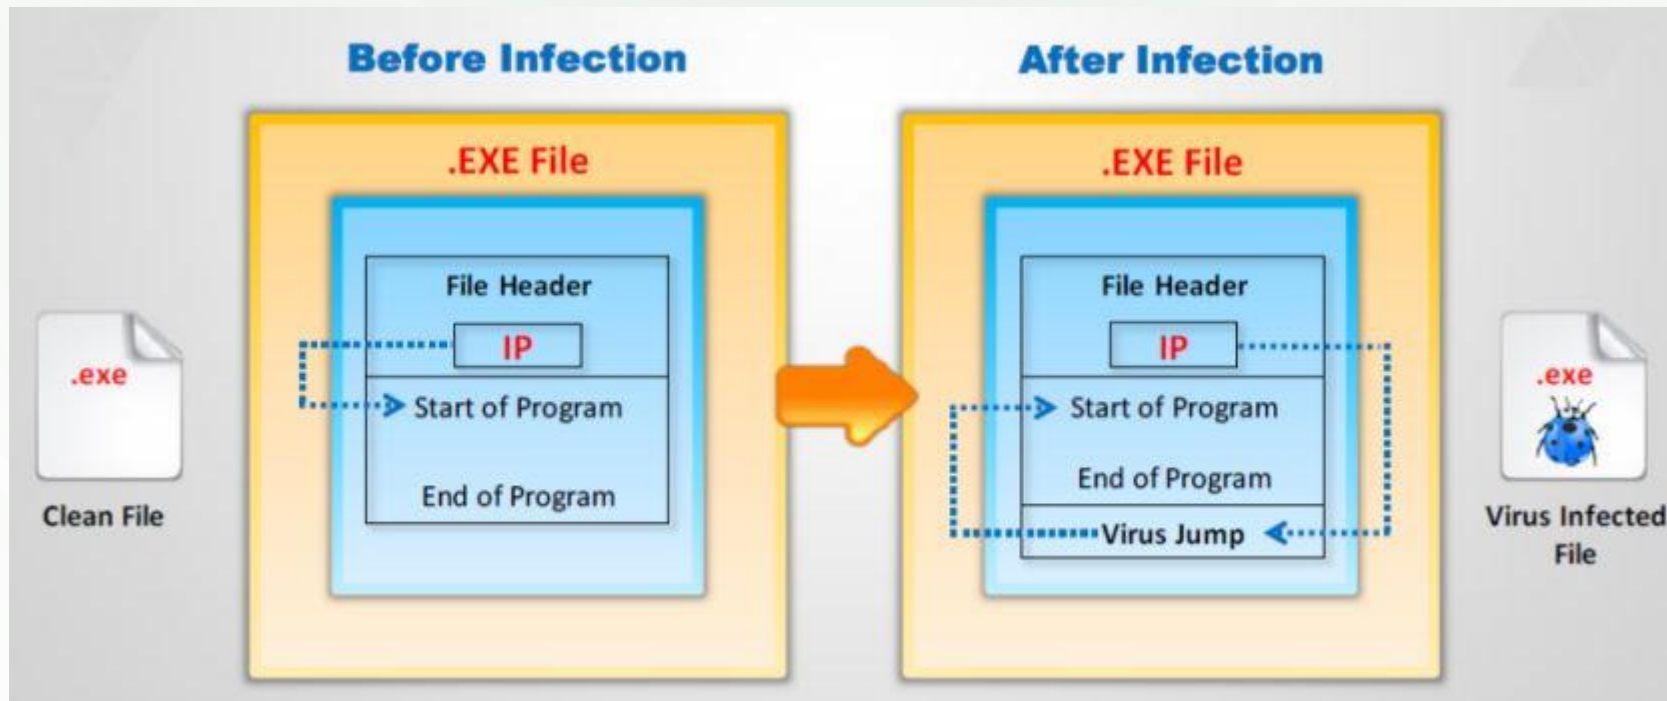 Before Infection
After Infection
.EXE File
File Header
IP
Start of Program
End of Program
.exe
Clean File
.EXE File
File Header
IP
Start of Program
End of Program
Virus Jump
.exe
Virus Infected
File